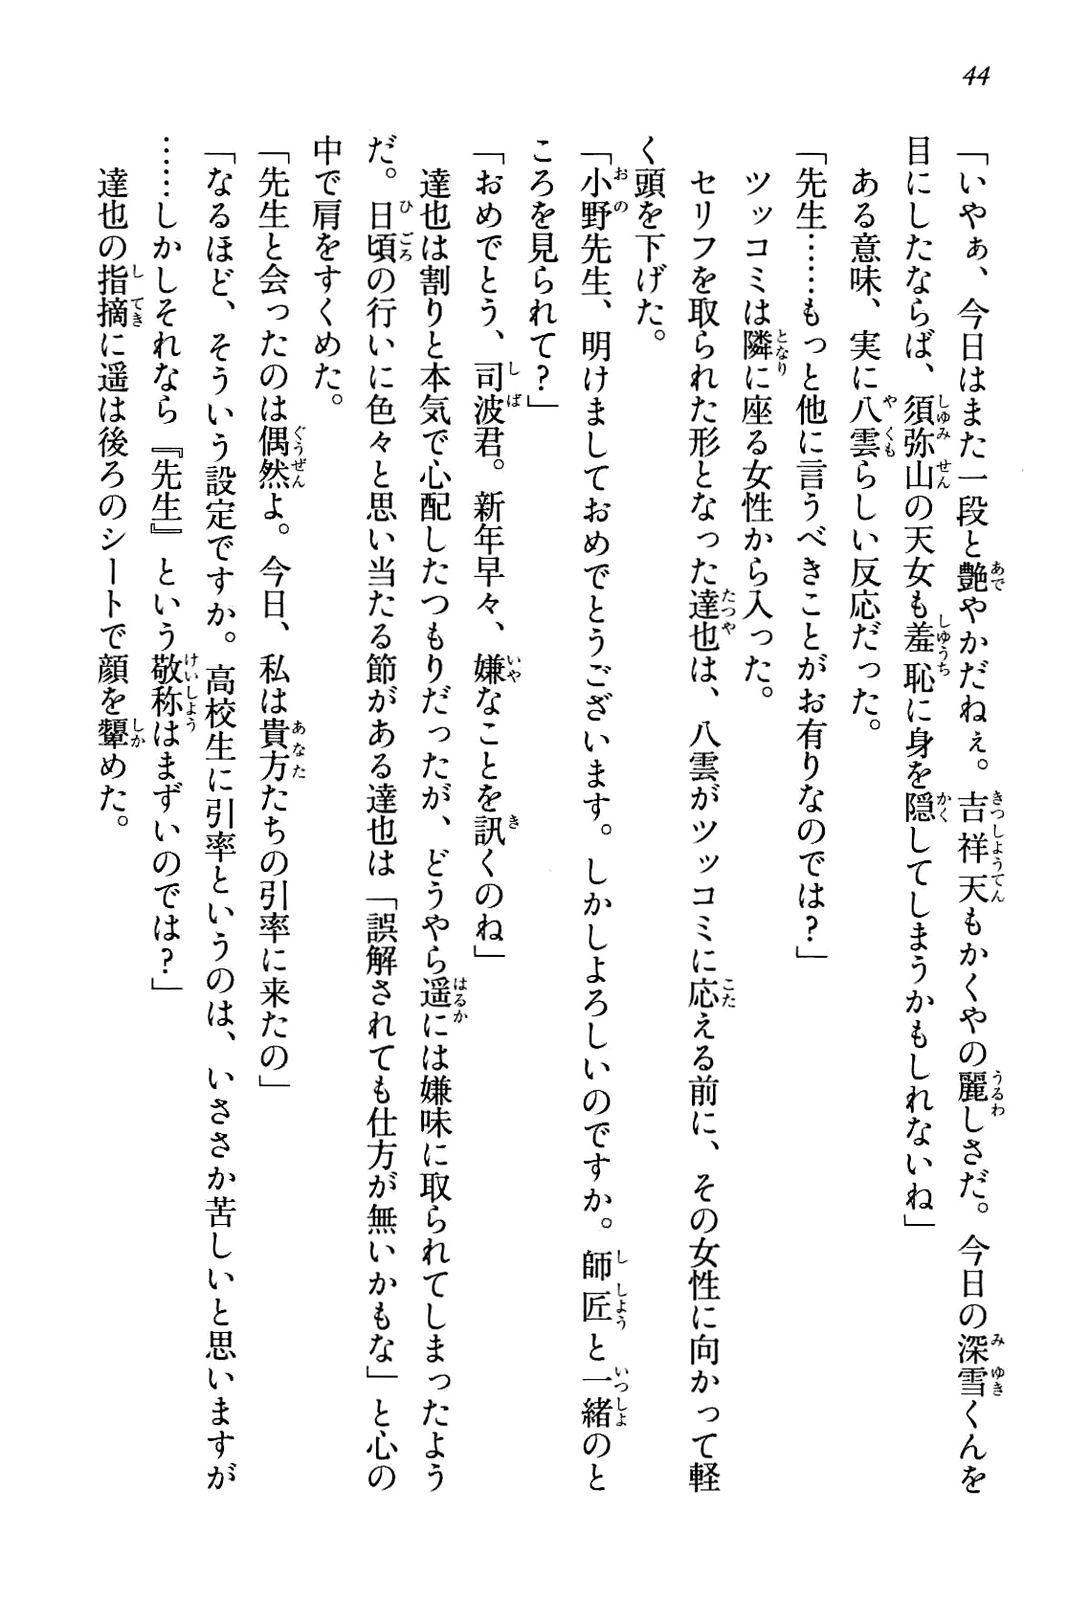 44
「いやぁ、今日はまた一段と艶やかだねぇ。吉祥天もかくやの麗しさだ。今日の深雪くんを
目にしたならば、須弥山の天女も羞恥に身を隠してしまうかもしれないね」
ある意味、実に八雲らしい反応だった。
「先生……もっと他に言うべきことがお有りなのでは?」
ツッコミは隣に座る女性から入った。
セリフを取られた形となった達也は、八雲がツッコミに応える前に、その女性に向かって軽
く頭を下げた。
「小野先生、明けましておめでとうございます。しかしよろしいのですか。師匠と一緒のと
ころを見られて?」
「おめでとう、司波君。新年早々、嫌なことを訊くのね」
達也は割りと本気で心配したつもりだったが、どうやら遥には嫌味に取られてしまったよう
だ。日頃の行いに色々と思い当たる節がある達也は「誤解されても仕方が無いかもな」と心の
中で肩をすくめた。
「先生と会ったのは偶然よ。今日、私は貴方たちの引率に来たの」
「なるほど、そういう設定ですか。高校生に引率というのは、いささか苦しいと思いますが
……しかしそれなら『先生』という敬称はまずいのでは?」
達也の指摘に遥は後ろのシートで顔を顰めた。